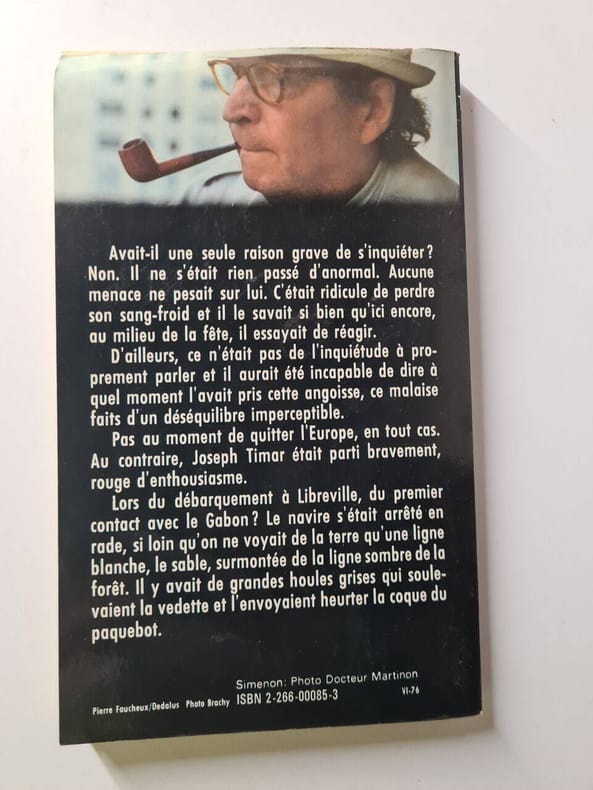 Avait-il une seule raison grave de s'inquiéter?
Non. Il ne s'était rien passé d'anormal. Aucune
menace ne pesait sur lui. C'était ridicule de perdre
son sang-froid et il le savait si bien qu'ici encore,
au milieu de la fête, il essayait de réagir.
D'ailleurs, ce n'était pas de l'inquiétude à pro-
prement parler et il aurait été incapable de dire à
quel moment l'avait pris cette angoisse, ce malaise
faits d'un déséquilibre imperceptible.
Pas au moment de quitter l'Europe, en tout cas.
Au contraire, Joseph Timar était parti bravement,
rouge d'enthousiasme.
Lors du débarquement à Libreville, du premier
contact avec le Gabon? Le navire s'était arrêté en
rade, si loin qu'on ne voyait de la terre qu'une ligne
blanche, le sable, surmontée de la ligne sombre de la
forêt. Il y avait de grandes houles grises qui soule-
vaient la vedette et l'envoyaient heurter la coque du
paquebot.
Simenon: Photo Docteur Martinon
Pierre Faucheux/Dedalus Photo Brachy ISBN 2-266-00085-3 VI-76